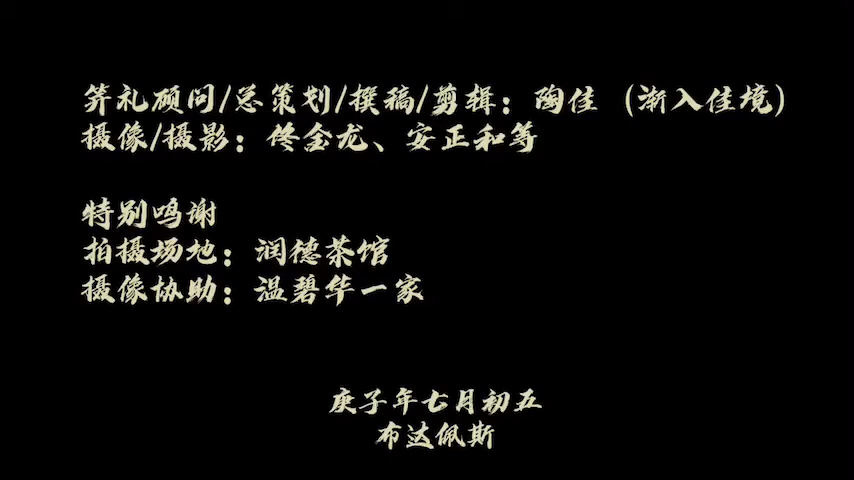 笄礼顾问/总策划/撰稿/剪辑：陶佳（渐入佳境）
摄像/摄影：佟金龙、安正和等
特别鸣谢
拍摄场地：润德茶馆
摄像协助：温碧华一家
庚子年七月初五
布达佩斯